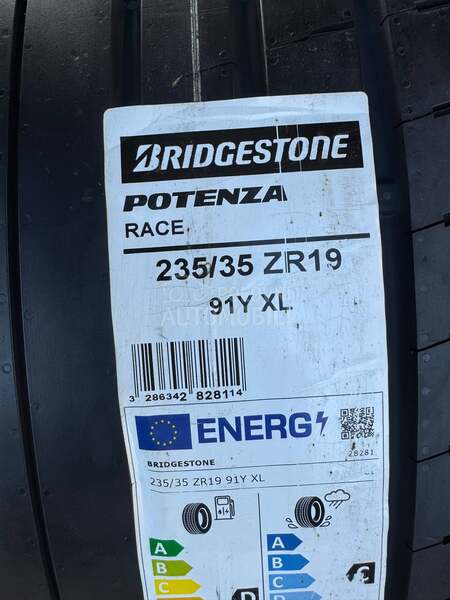 BRIDGESTONE
POTENZA
RACE
235/35 ZR19
91Y XL
3 286342 828114
ENERG
28281
BRIDGESTONE
235/35 ZR19 91Y XL
A
A
B
B
C
C
C
D